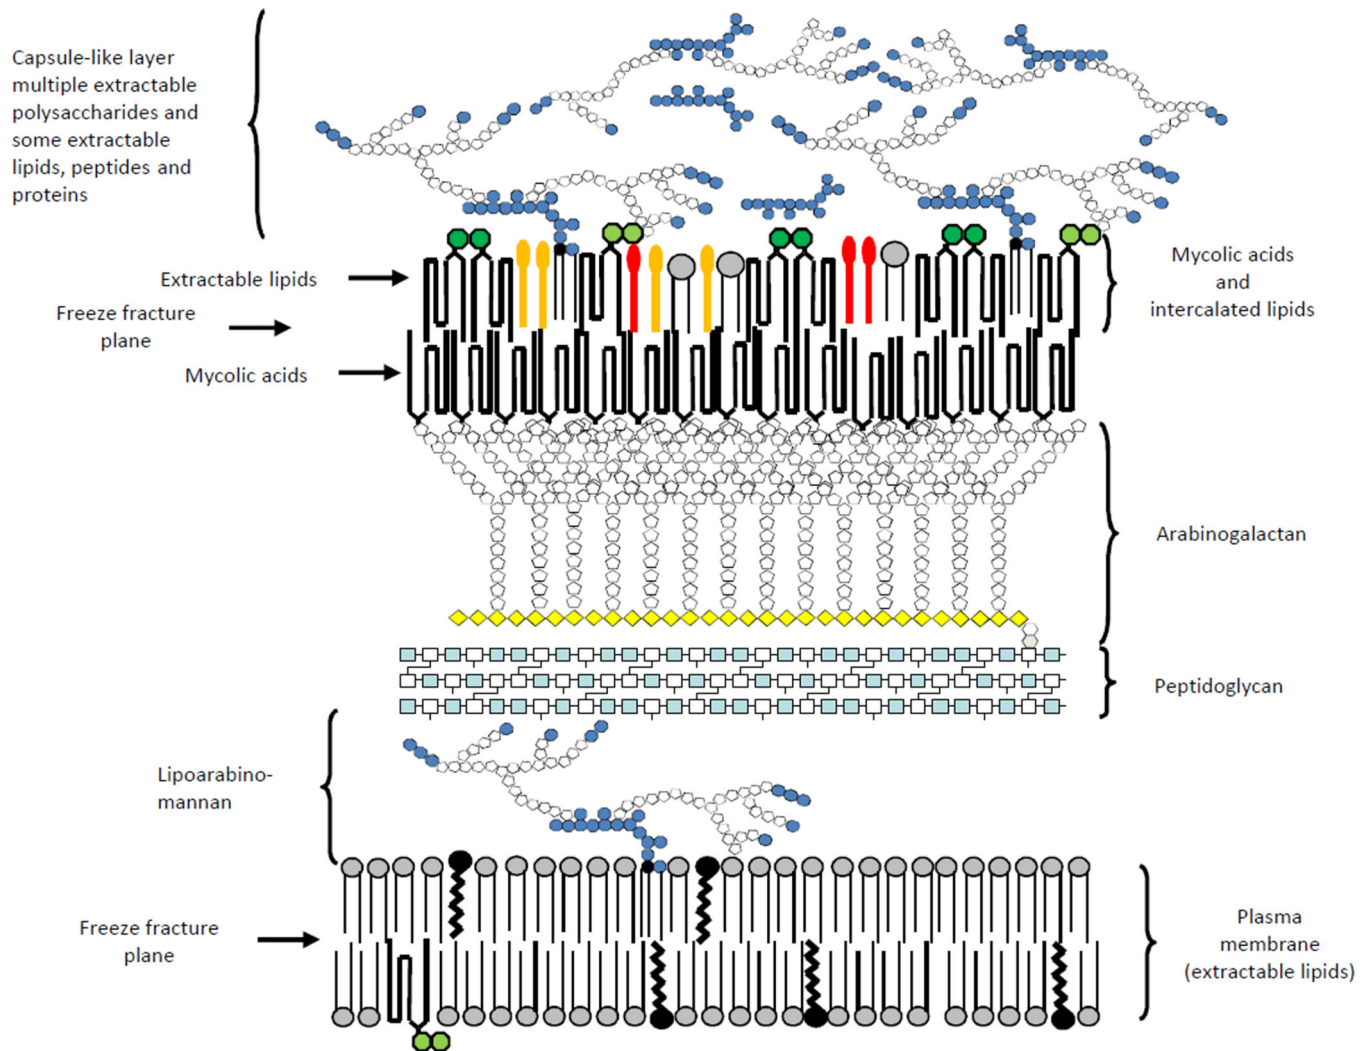 Capsule-like layer
multiple extractable
polysaccharides and
some extractable
lipids, peptides and
proteins
Extractable lipids
Freeze fracture
plane
Mycolic acids
Mycolic acids
and
intercalated lipids
Arabinogalactan
Peptidoglycan
Lipoarabino-
mannan
Freeze fracture
plane
Plasma
membrane
(extractable lipids)